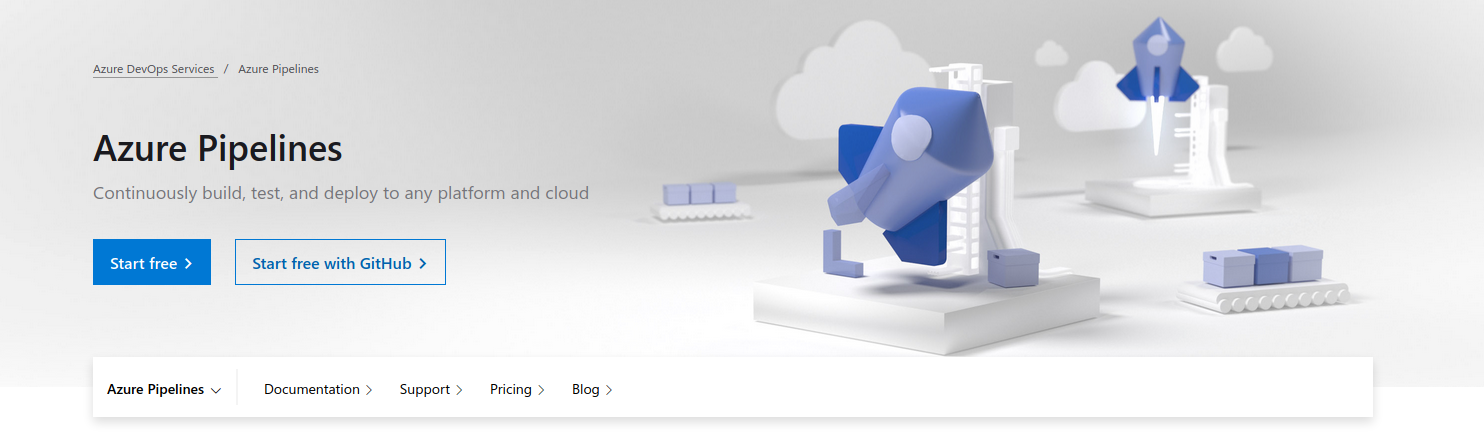 Azure DevOps Services / Azure Pipelines
Azure Pipelines
Continuously build, test, and deploy to any platform and cloud
Start free
Start free with GitHub
Azure Pipelines
Documentation
Support
Pricing
Blog